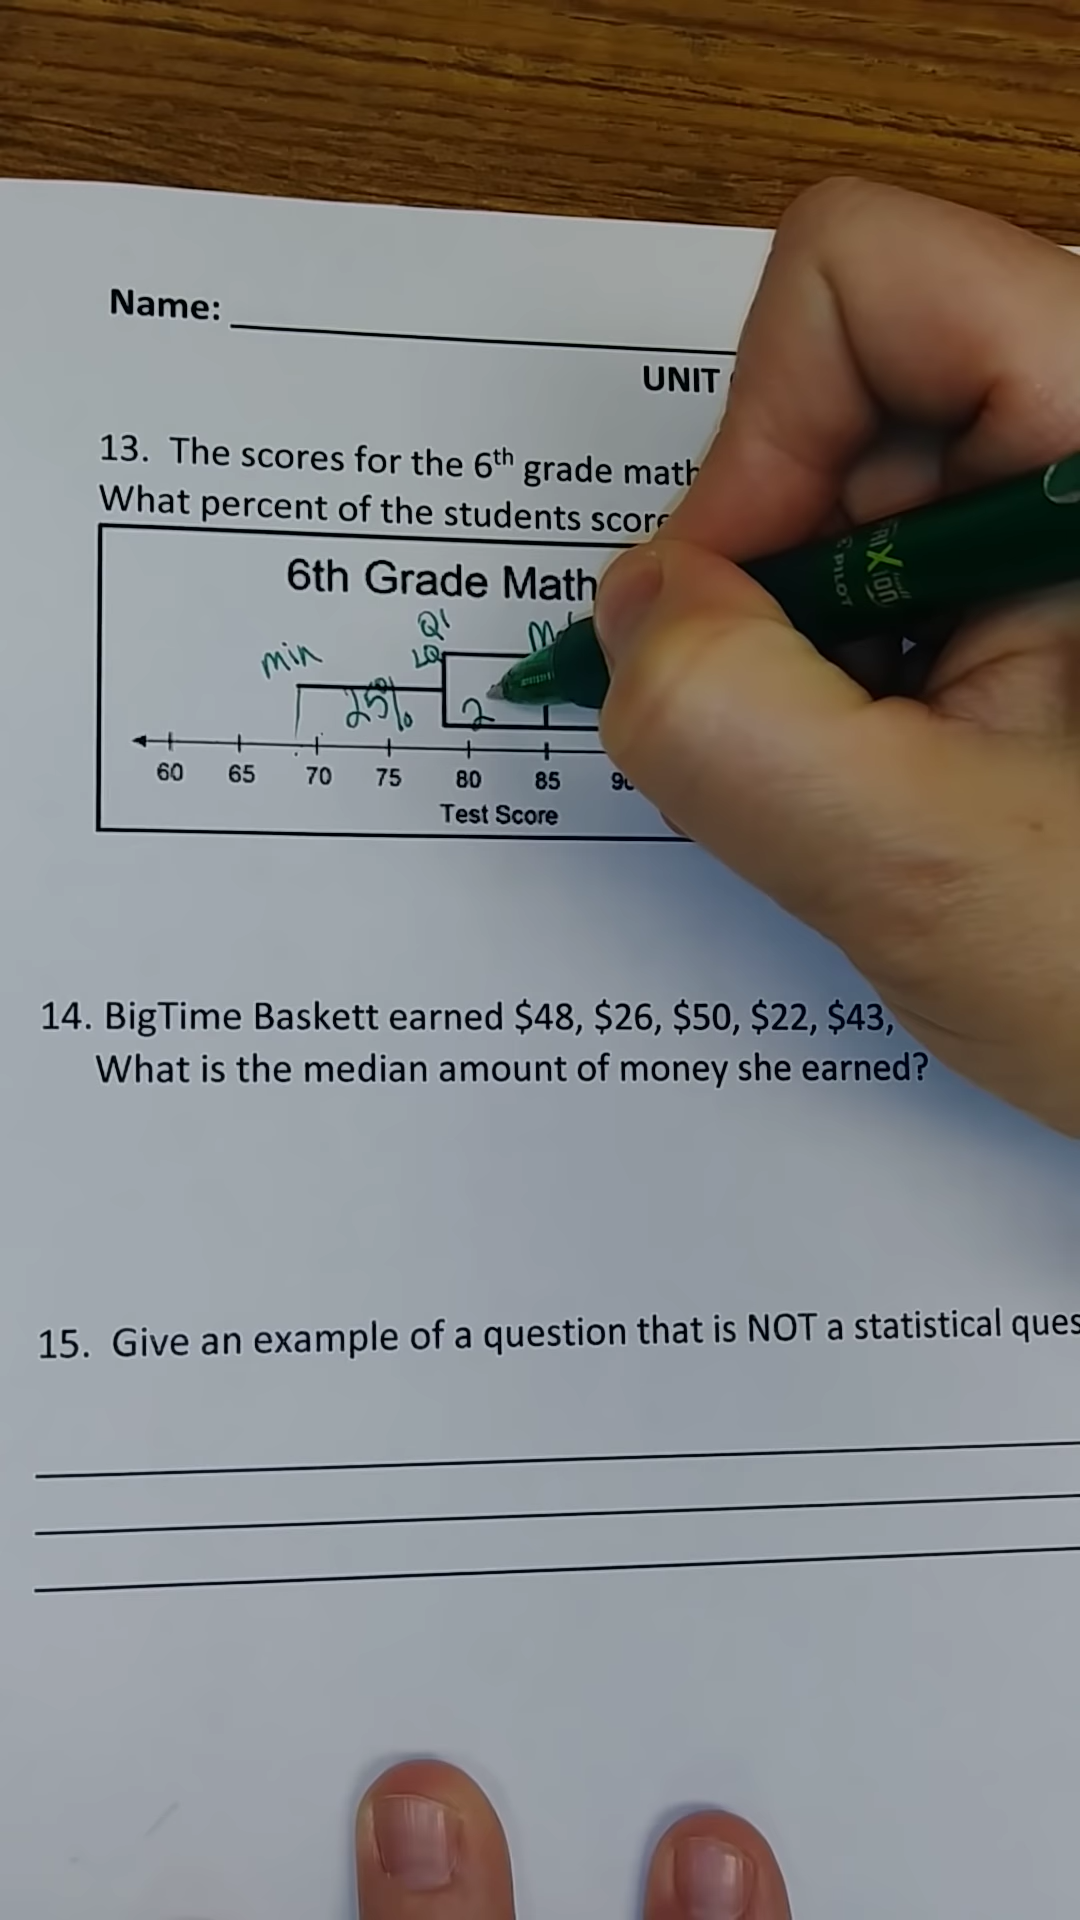 Name:
UNIT
13. The scores for the 6th grade math
What percent of the students score
6th Grade Math
Q1
LQ
min
25%
2
60 65 70 75 80 85
Test Score
14. BigTime Baskett earned $48, $26, $50, $22, $43,
What is the median amount of money she earned?
15. Give an example of a question that is NOT a statistical ques
FRIXION
PILOT